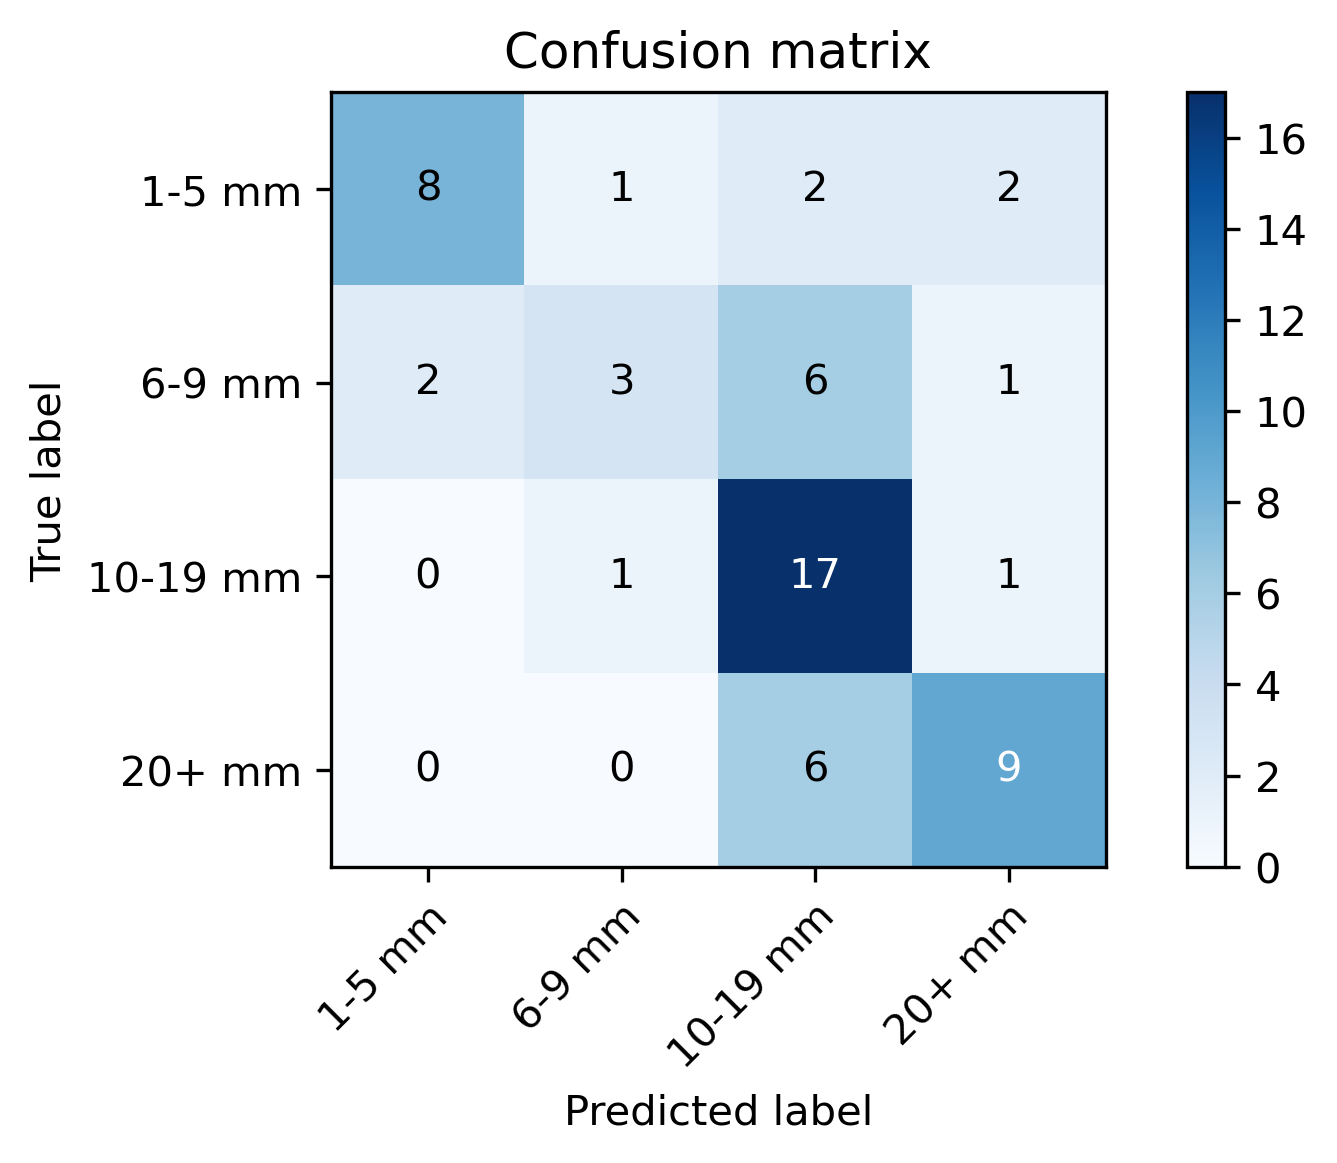 Confusion matrix
True label
1-5 mm 8 1 2 2
6-9 mm 2 3 6 1
10-19 mm 0 1 17 1
20+ mm 0 0 6 9
1-5 mm 6-9 mm 10-19 mm 20+ mm
Predicted label
16
14
12
10
8
6
4
2
0